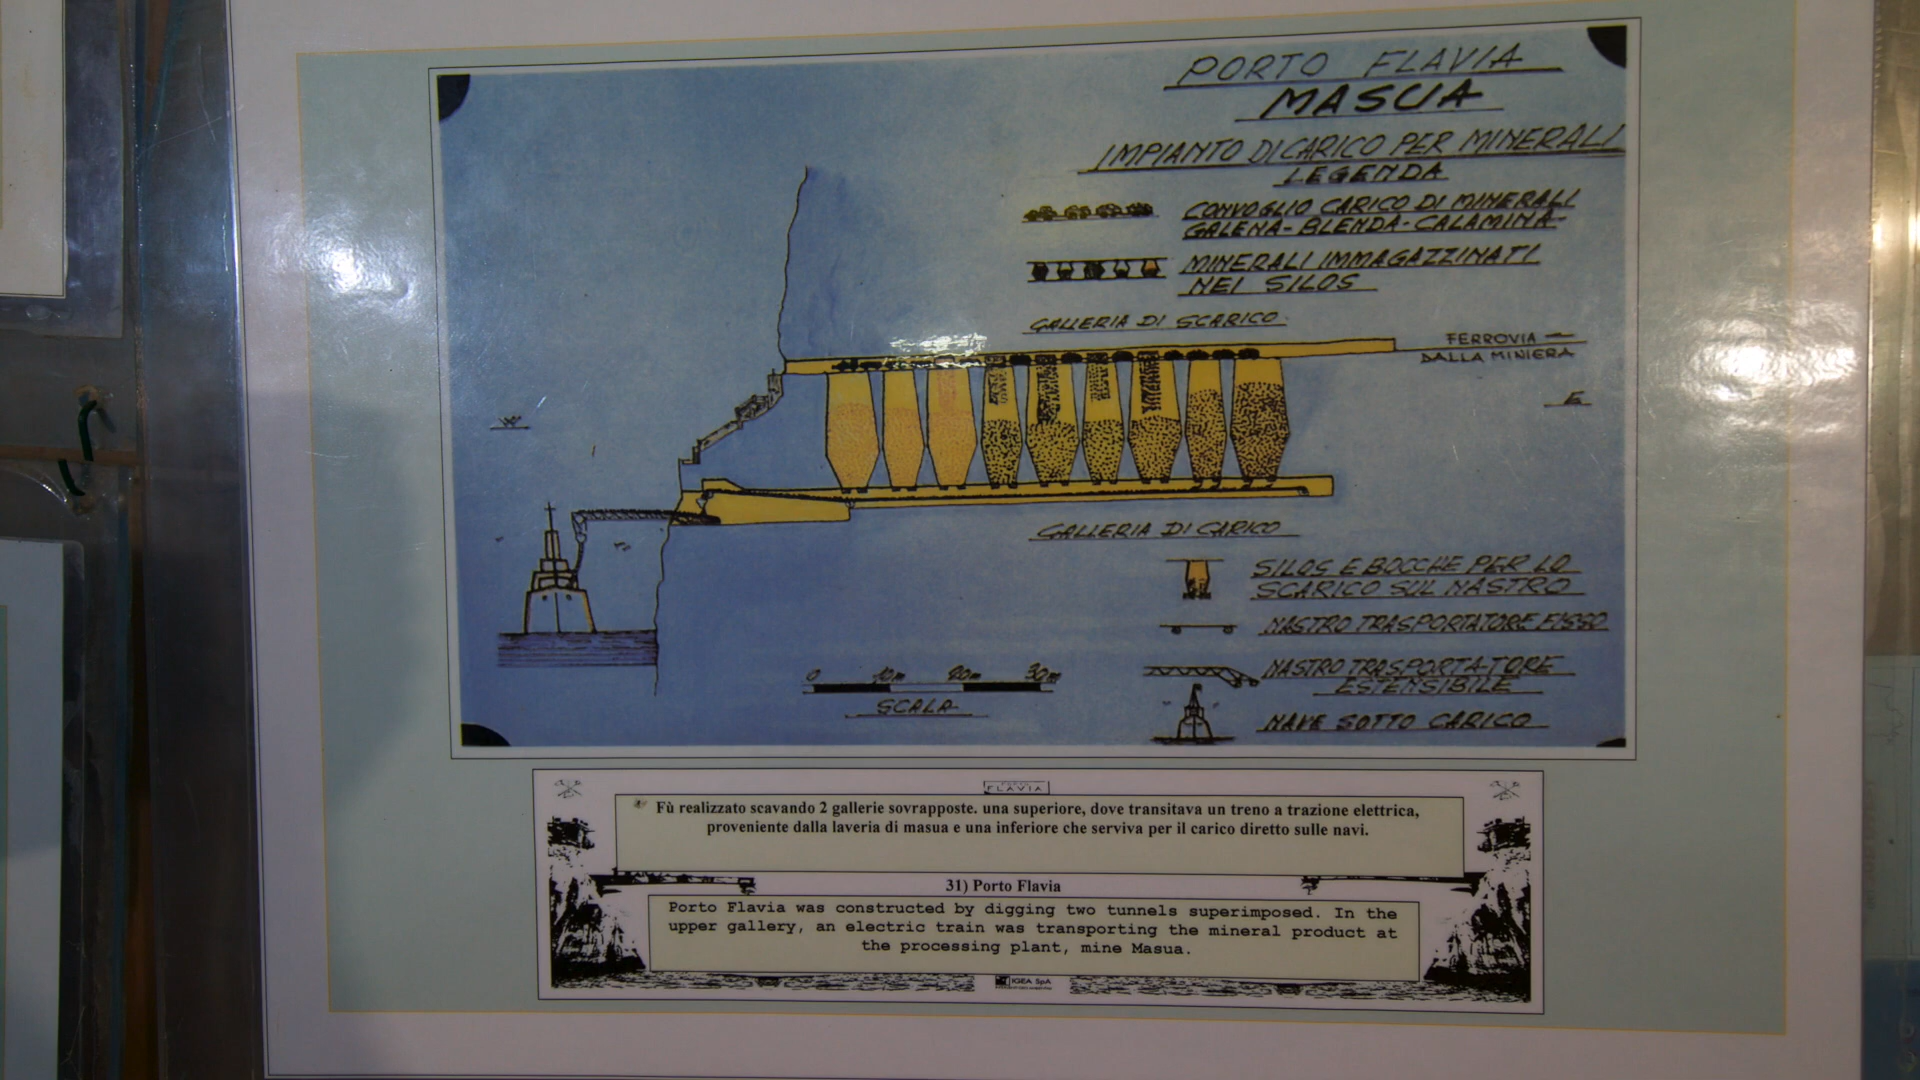 PORTO FLAVIA
MASUA
IMPIANTO DI CARICO PER MINERALI
LEGENDA
CONVOGLIO CARICO DI MINERALI
GALENA-BLENDA-CALAMINA-
MINERALI IMMAGAZZINATI
NEI SILOS
GALLERIA DI SCARICO
FERROVIA
DALLA MINIERA
W
E
GALLERIA DI CARICO
SILOS E BOCCHE PER LO
SCARICO SUL NASTRO
NASTRO TRASPORTATORE FISSO
NASTRO TRASPORTATORE
ESTENSIBILE
NAVE SOTTO CARICO
0 10m 20m 30m
SCALA
FLAVIA
Fù realizzato scavando 2 gallerie sovrapposte. una superiore, dove transitava un treno a trazione elettrica,
proveniente dalla laveria di masua e una inferiore che serviva per il carico diretto sulle navi.
31) Porto Flavia
Porto Flavia was constructed by digging two tunnels superimposed. In the
upper gallery, an electric train was transporting the mineral product at
the processing plant, mine Masua.
IGEA SpA